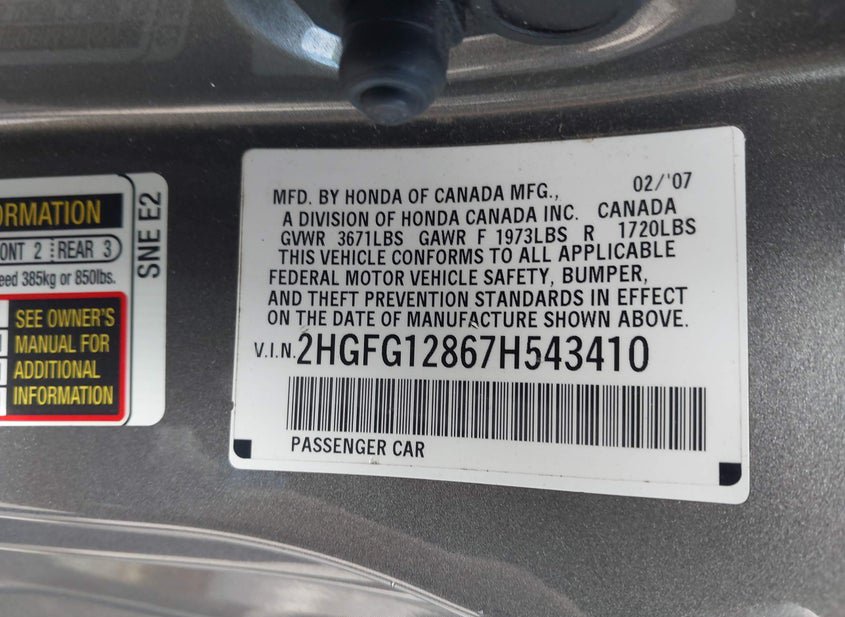 ORMATION
ONT 2 REAR 3
eed 385kg or 850lbs.
SEE OWNER'S
MANUAL FOR
ADDITIONAL
INFORMATION
SNE E2
MFD. BY HONDA OF CANADA MFG., 02/'07
A DIVISION OF HONDA CANADA INC. CANADA
GVWR 3671LBS GAWR F 1973LBS R 1720LBS
THIS VEHICLE CONFORMS TO ALL APPLICABLE
FEDERAL MOTOR VEHICLE SAFETY, BUMPER,
AND THEFT PREVENTION STANDARDS IN EFFECT
ON THE DATE OF MANUFACTURE SHOWN ABOVE.
V.I.N. 2HGFG12867H543410
PASSENGER CAR